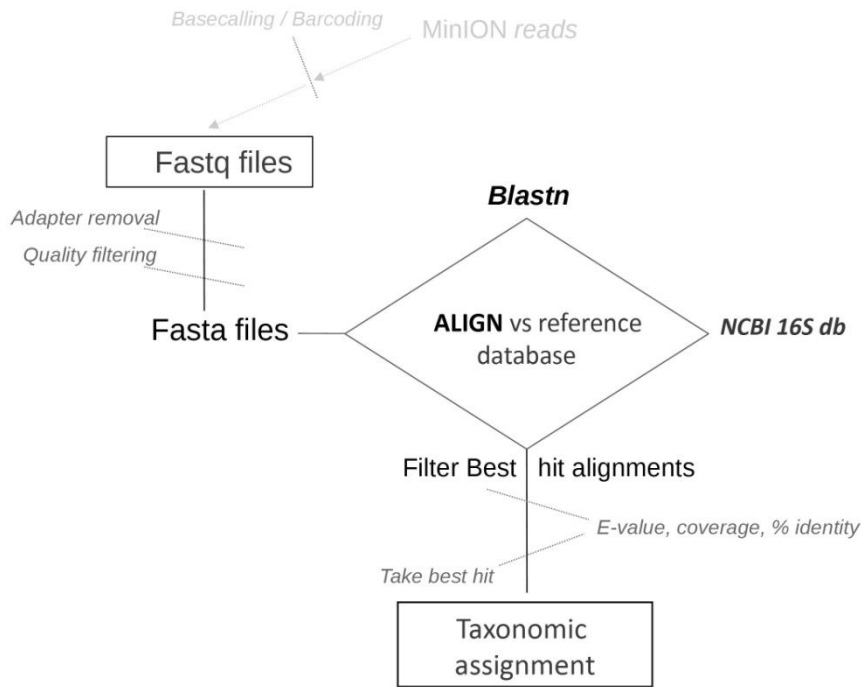 Basecalling / Barcoding
MinION reads
Fastq files
Adapter removal
Quality filtering
Fasta files
Blastn
ALIGN vs reference
database
NCBI 16S db
Filter Best hit alignments
E-value, coverage, % identity
Take best hit
Taxonomic
assignment